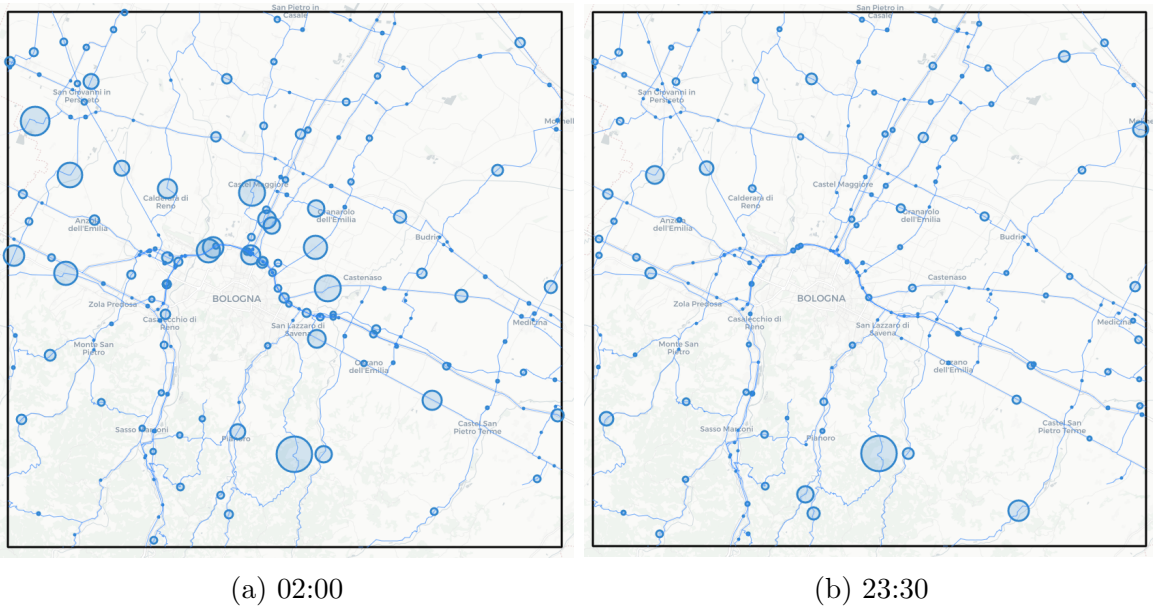 San Pietro in
Casale
San Giovanni in
Persiceto
Castel Maggiore
Calderara di
Reno
Granarolo
dell'Emilia
Anzola
dell'Emilia
Budrio
Castenaso
BOLOGNA
Zola Predosa
Medicina
Casalecchio di
Reno
San Lazzaro di
Savena
Monte San
Pietro
Ozzano
dell'Emilia
Sasso Marconi
Pianoro
Castel San
Pietro Terme
(a) 02:00
San Pietro in
Casale
San Giovanni in
Persiceto
Castel Maggiore
Calderara di
Reno
Granarolo
dell'Emilia
Anzola
dell'Emilia
Budrio
Castenaso
BOLOGNA
Zola Predosa
Medicina
Casalecchio di
Reno
San Lazzaro di
Savena
Monte San
Pietro
Ozzano
dell'Emilia
Sasso Marconi
Pianoro
Castel San
Pietro Terme
(b) 23:30